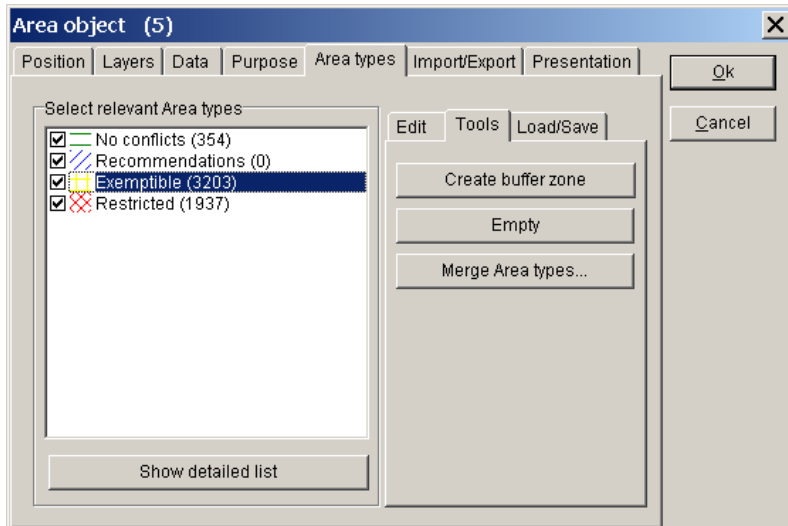 Area object (5)
Position Layers Data Purpose Area types Import/Export Presentation
Ok
Cancel
Select relevant Area types
No conflicts (354)
Recommendations (0)
Exemptible (3203)
Restricted (1937)
Show detailed list
Edit Tools Load/Save
Create buffer zone
Empty
Merge Area types...